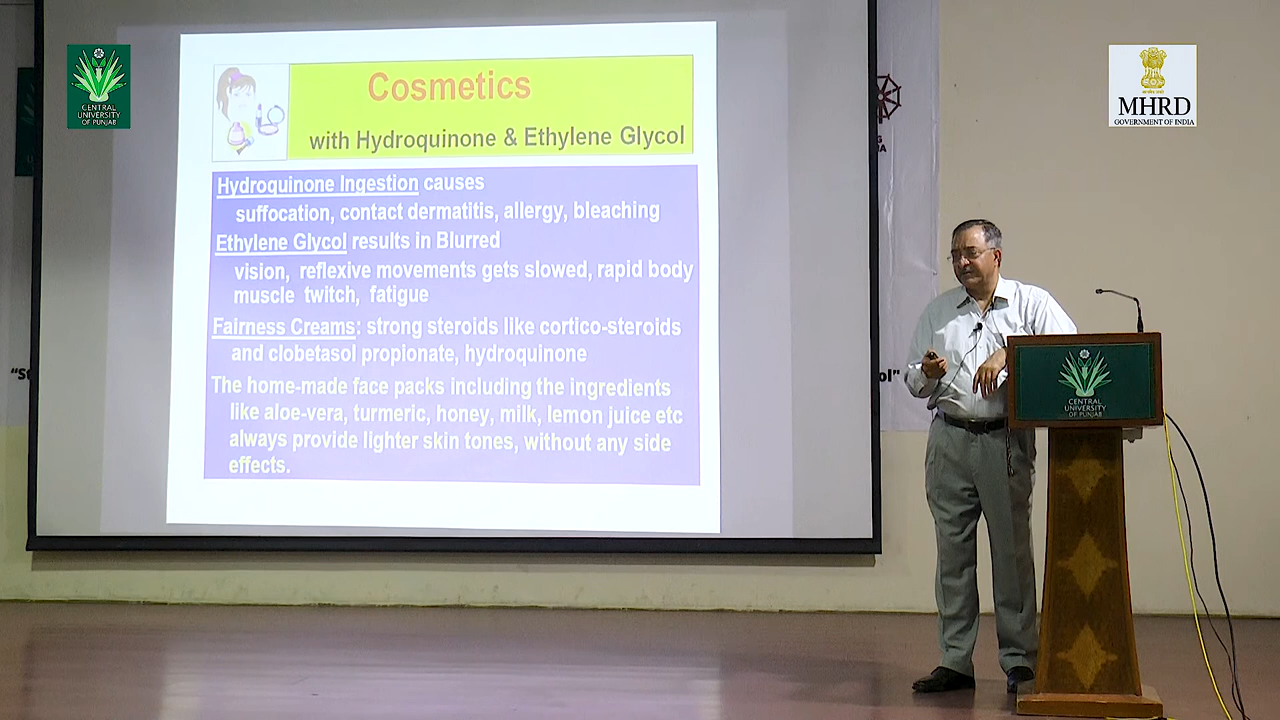 CENTRAL
UNIVERSITY
OF PUNJAB
MHRD
GOVERNMENT OF INDIA
Cosmetics
with Hydroquinone & Ethylene Glycol
Hydroquinone Ingestion causes
suffocation, contact dermatitis, allergy, bleaching
Ethylene Glycol results in Blurred
vision, reflexive movements gets slowed, rapid body
muscle twitch, fatigue
Fairness Creams: strong steroids like cortico-steroids
and clobetasol propionate, hydroquinone
The home-made face packs including the ingredients
like aloe-vera, turmeric, honey, milk, lemon juice etc
always provide lighter skin tones, without any side
effects.
CENTRAL
UNIVERSITY
OF PUNJAB